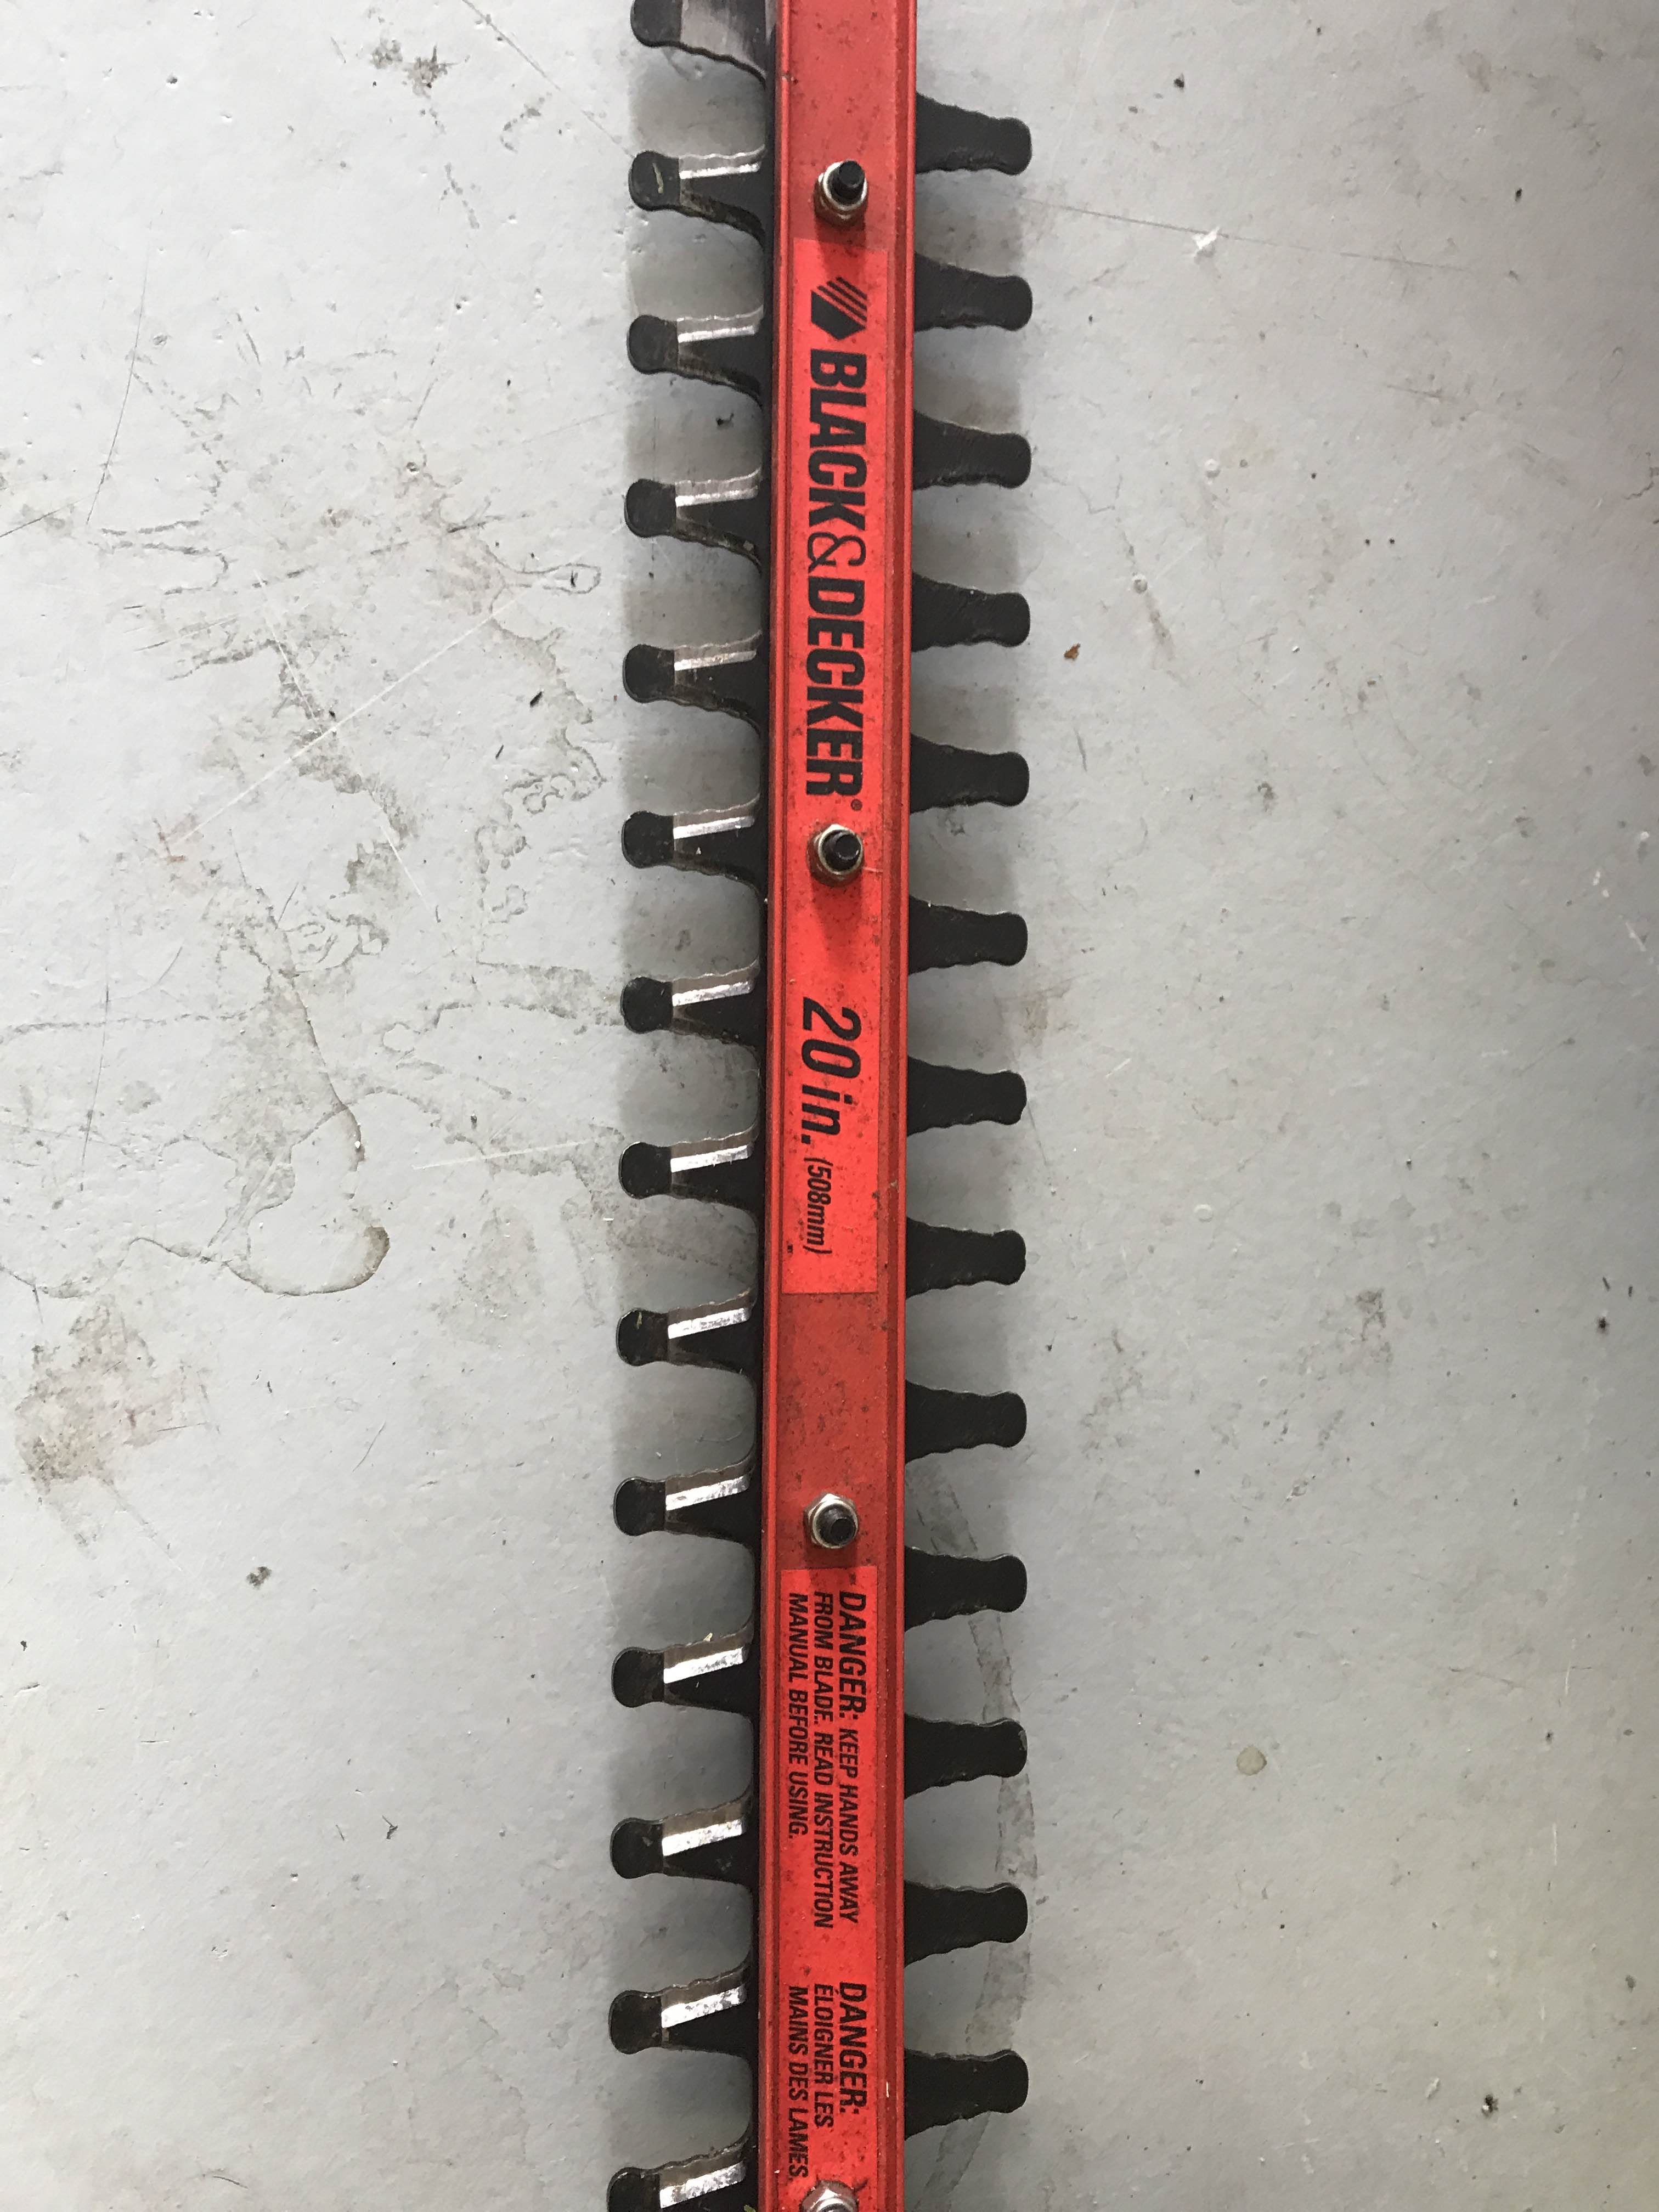 BLACK&DECKER®
20 in. (508mm)
DANGER: KEEP HANDS AWAY
FROM BLADE. READ INSTRUCTION
MANUAL BEFORE USING.
DANGER:
ÉLOIGNER LES
MAINS DES LAMES.